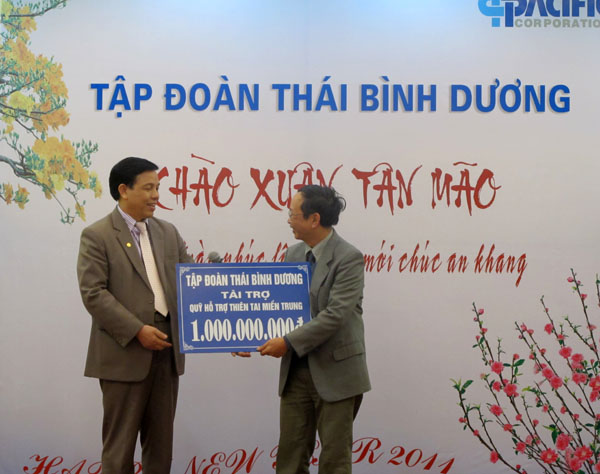 PACIFIC
CORPORATION
TẬP ĐOÀN THÁI BÌNH DƯƠNG
CHÀO XUÂN TÂN MÃO
mới chúc an khang
TẬP ĐOÀN THÁI BÌNH DƯƠNG
TÀI TRỢ
QUỸ HỖ TRỢ THIÊN TAI MIỀN TRUNG
1.000.000.000đ
NEW YEAR 2011